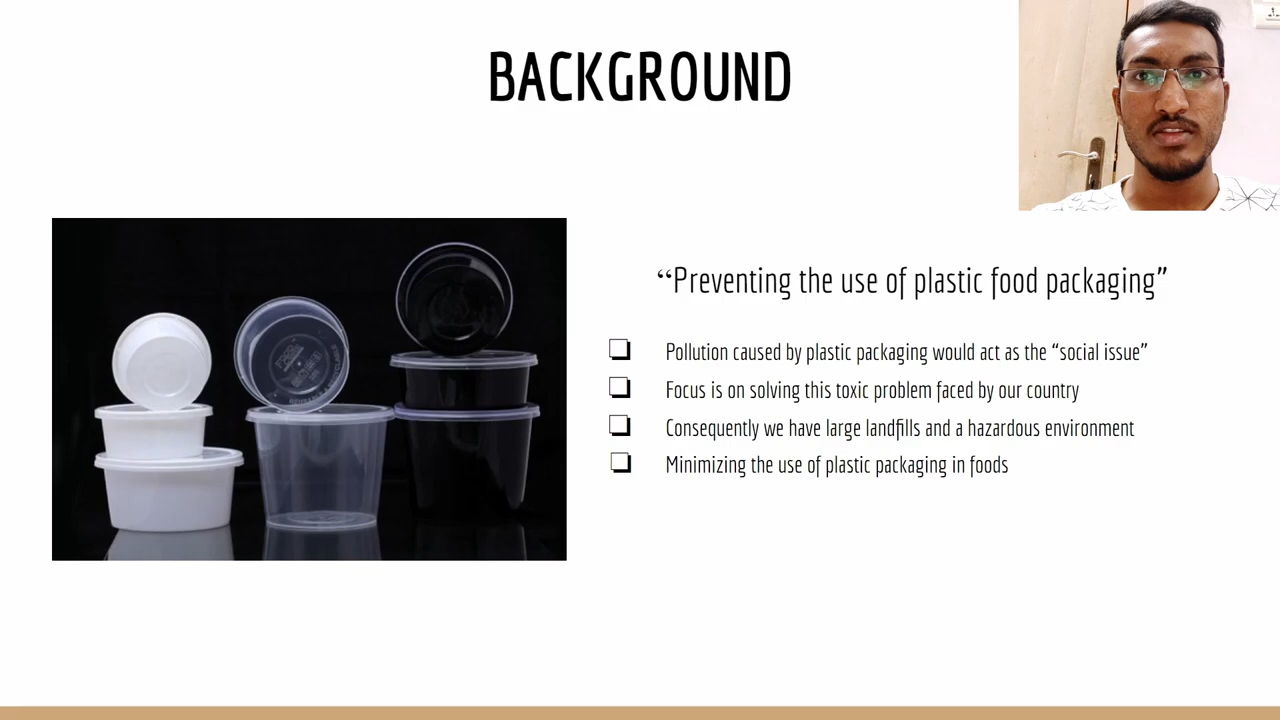 BACKGROUND
“Preventing the use of plastic food packaging”
Pollution caused by plastic packaging would act as the “social issue”
Focus is on solving this toxic problem faced by our country
Consequently we have large landfills and a hazardous environment
Minimizing the use of plastic packaging in foods